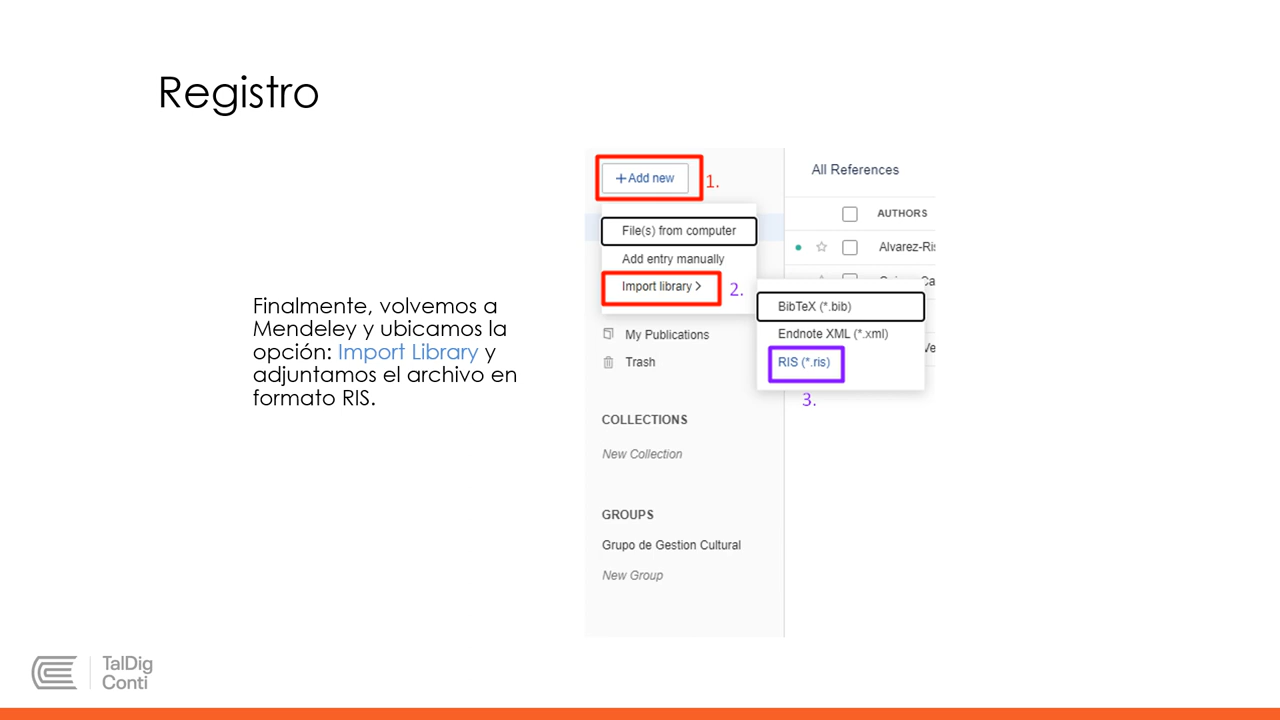 Registro
Finalmente, volvemos a
Mendeley y ubicamos la
opción: Import Library y
adjuntamos el archivo en
formato RIS.
+Add new
1.
All References
AUTHORS
File(s) from computer
Add entry manually
Import library >
2.
Alvarez-Ris
BibTeX (*.bib)
Endnote XML (*.xml)
RIS (*.ris)
3.
My Publications
Trash
COLLECTIONS
New Collection
GROUPS
Grupo de Gestion Cultural
New Group
TalDig
Conti